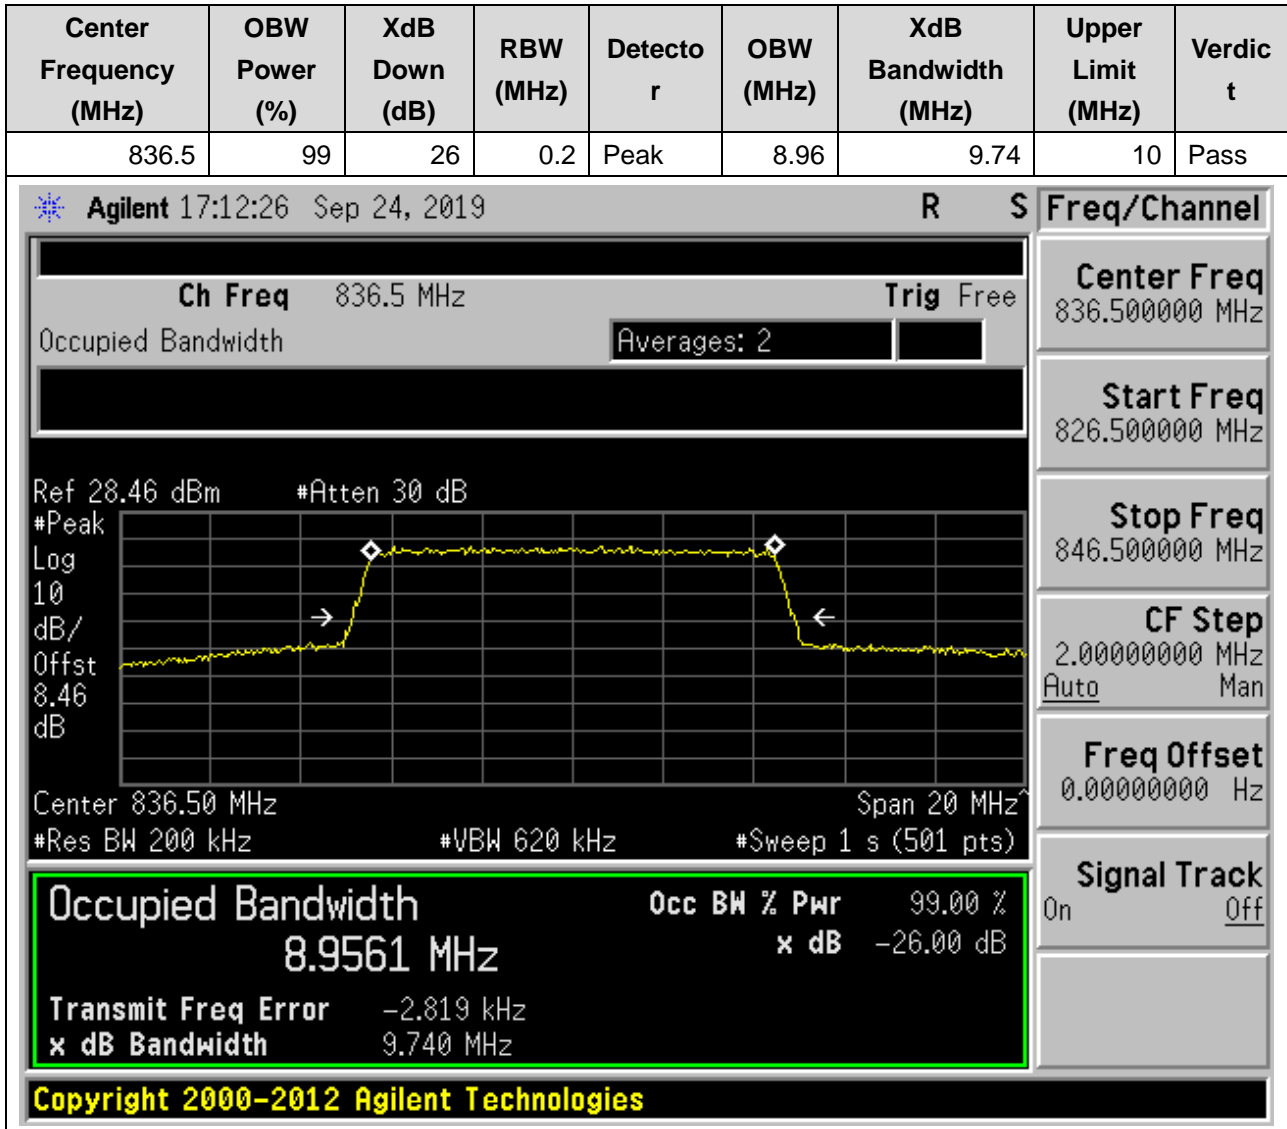 Center Frequency (MHz) OBW Power (%) XdB Down (dB) RBW (MHz) Detecto r OBW (MHz) XdB Bandwidth (MHz) Upper Limit (MHz) Verdic t
836.5 99 26 0.2 Peak 8.96 9.74 10 Pass
Agilent 17:12:26 Sep 24, 2019 R S
Ch Freq 836.5 MHz Trig Free
Occupied Bandwidth Averages: 2
Ref 28.46 dBm #Atten 30 dB
#Peak
Log
10
dB/
Offst
8.46
dB
Center 836.50 MHz Span 20 MHz^
#Res BW 200 kHz #VBW 620 kHz #Sweep 1 s (501 pts)
Occupied Bandwidth Occ BW % Pwr 99.00 %
8.9561 MHz x dB -26.00 dB
Transmit Freq Error -2.819 kHz
x dB Bandwidth 9.740 MHz
Copyright 2000-2012 Agilent Technologies
Freq/Channel
Center Freq
836.500000 MHz
Start Freq
826.500000 MHz
Stop Freq
846.500000 MHz
CF Step
2.00000000 MHz
Auto Man
Freq Offset
0.00000000 Hz
Signal Track
On Off